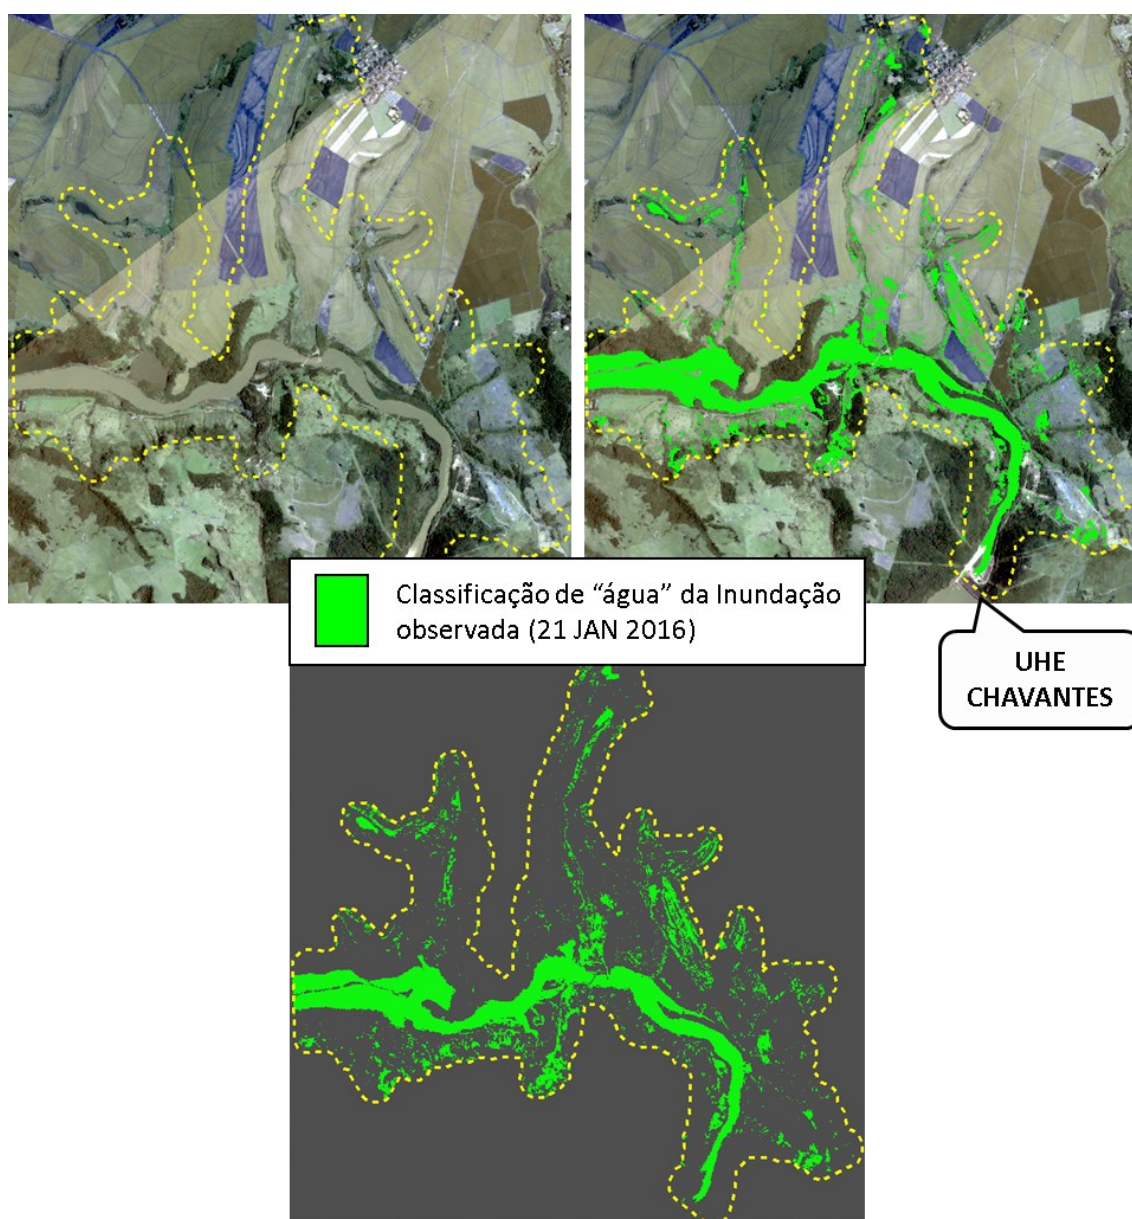 Classificação de “água” da Inundação
observada (21 JAN 2016)
UHE
CHAVANTES